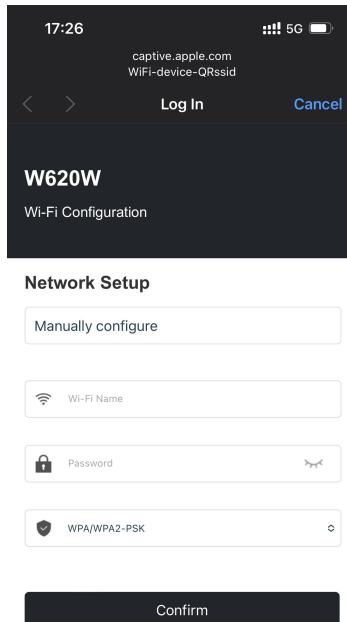 17:26
5G
captive.apple.com
WiFi-device-QRssid
Log In
Cancel
W620W
Wi-Fi Configuration
Network Setup
Manually configure
Wi-Fi Name
Password
WPA/WPA2-PSK
Confirm